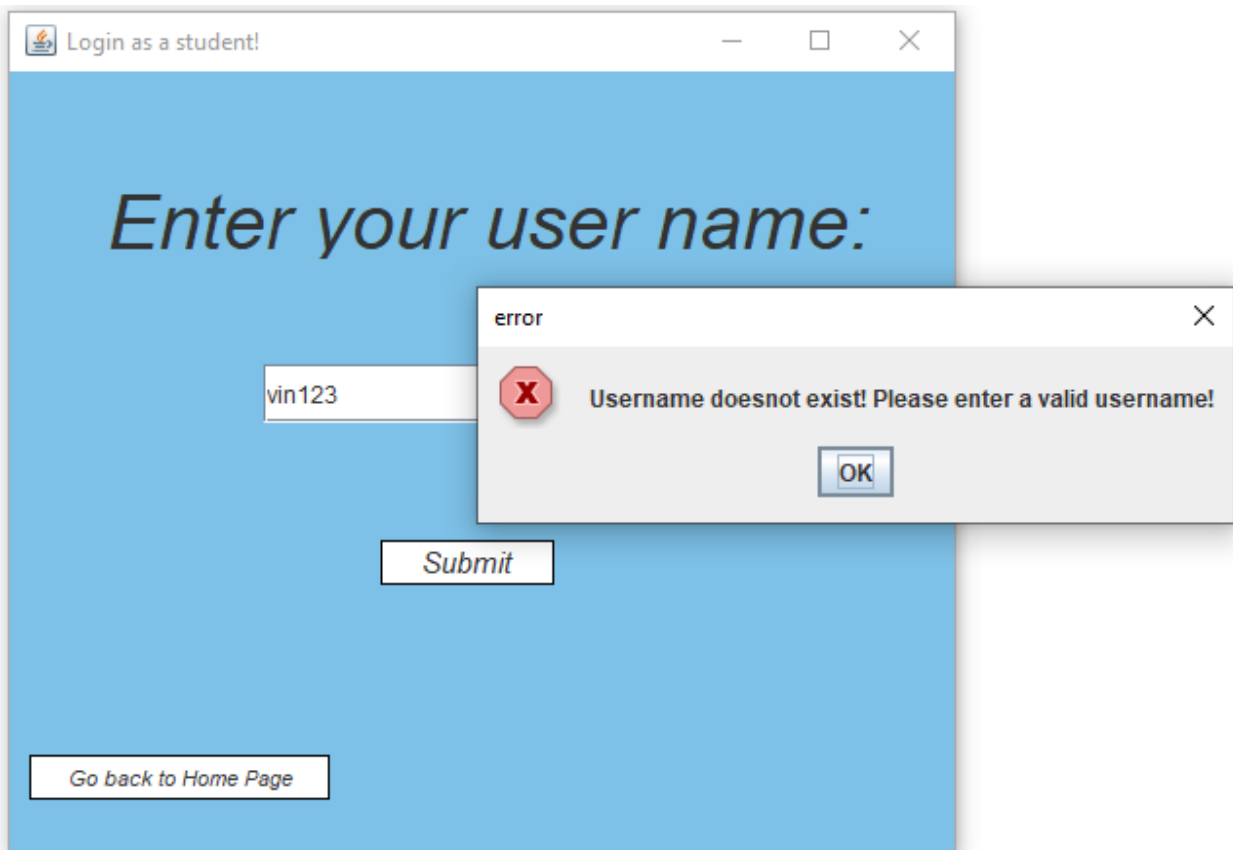 Login as a student!
Enter your user name:
error
vin123
Username doesnot exist! Please enter a valid username!
OK
Submit
Go back to Home Page